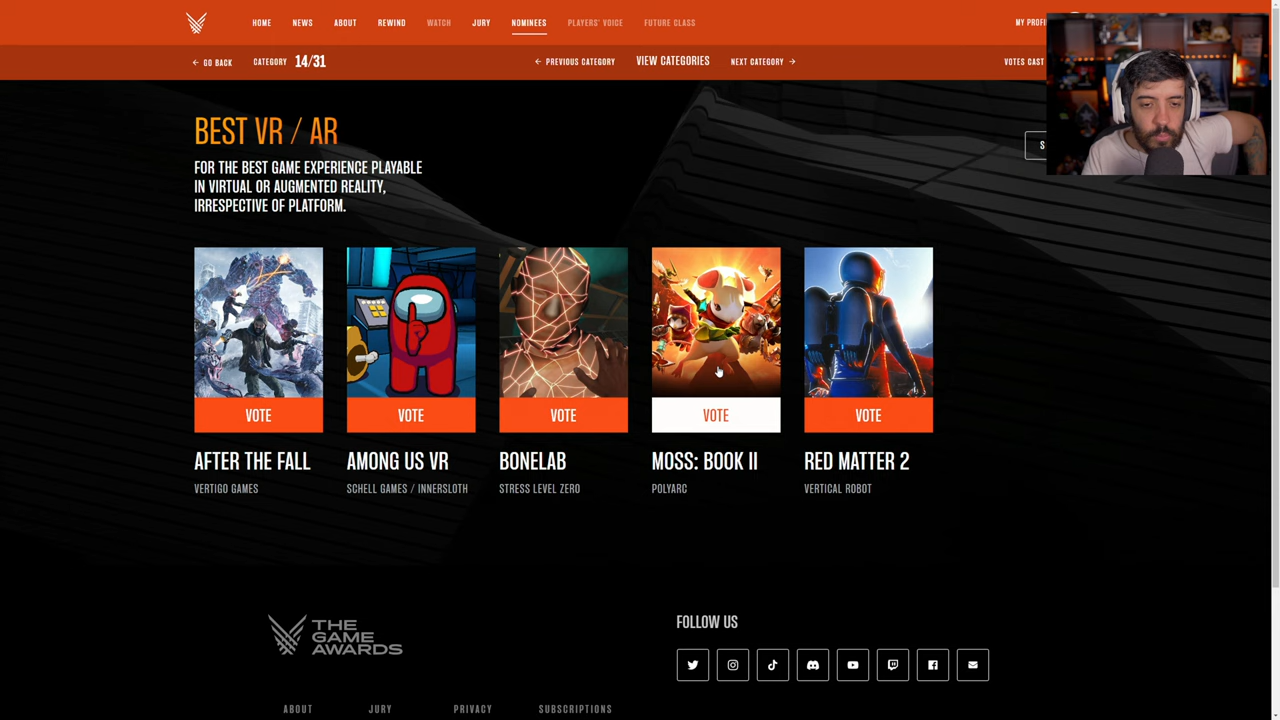 HOME NEWS ABOUT REWIND WATCH JURY NOMINEES PLAYERS' VOICE FUTURE CLASS MY
GO BACK CATEGORY 14/31 PREVIOUS CATEGORY VIEW CATEGORIES NEXT CATEGORY VOTES CAST
BEST VR / AR
FOR THE BEST GAME EXPERIENCE PLAYABLE
IN VIRTUAL OR AUGMENTED REALITY,
IRRESPECTIVE OF PLATFORM.
VOTE VOTE VOTE VOTE VOTE
AFTER THE FALL AMONG US VR BONELAB MOSS: BOOK II RED MATTER 2
VERTIGO GAMES SCHELL GAMES / INNERSLOTH STRESS LEVEL ZERO POLYARC VERTICAL ROBOT
THE
GAME
AWARDS
FOLLOW US
ABOUT JURY PRIVACY SUBSCRIPTIONS